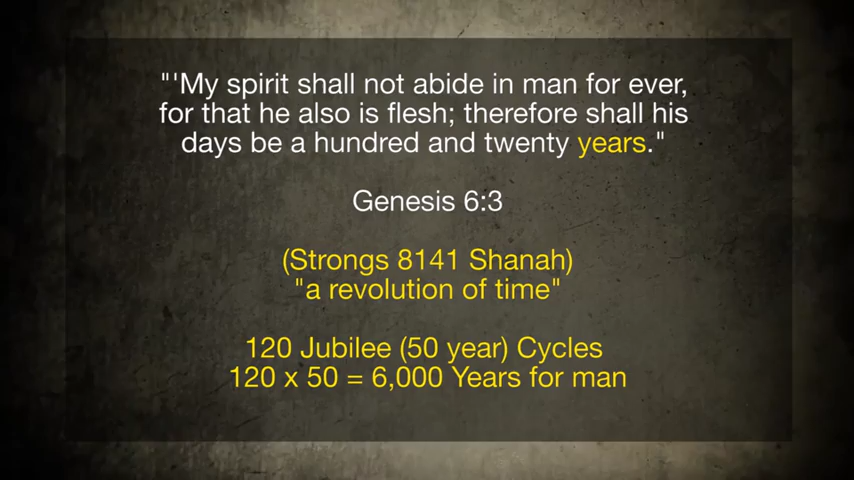 "'My spirit shall not abide in man for ever,
for that he also is flesh; therefore shall his
days be a hundred and twenty years."
Genesis 6:3
(Strongs 8141 Shanah)
"a revolution of time"
120 Jubilee (50 year) Cycles
120 x 50 = 6,000 Years for man